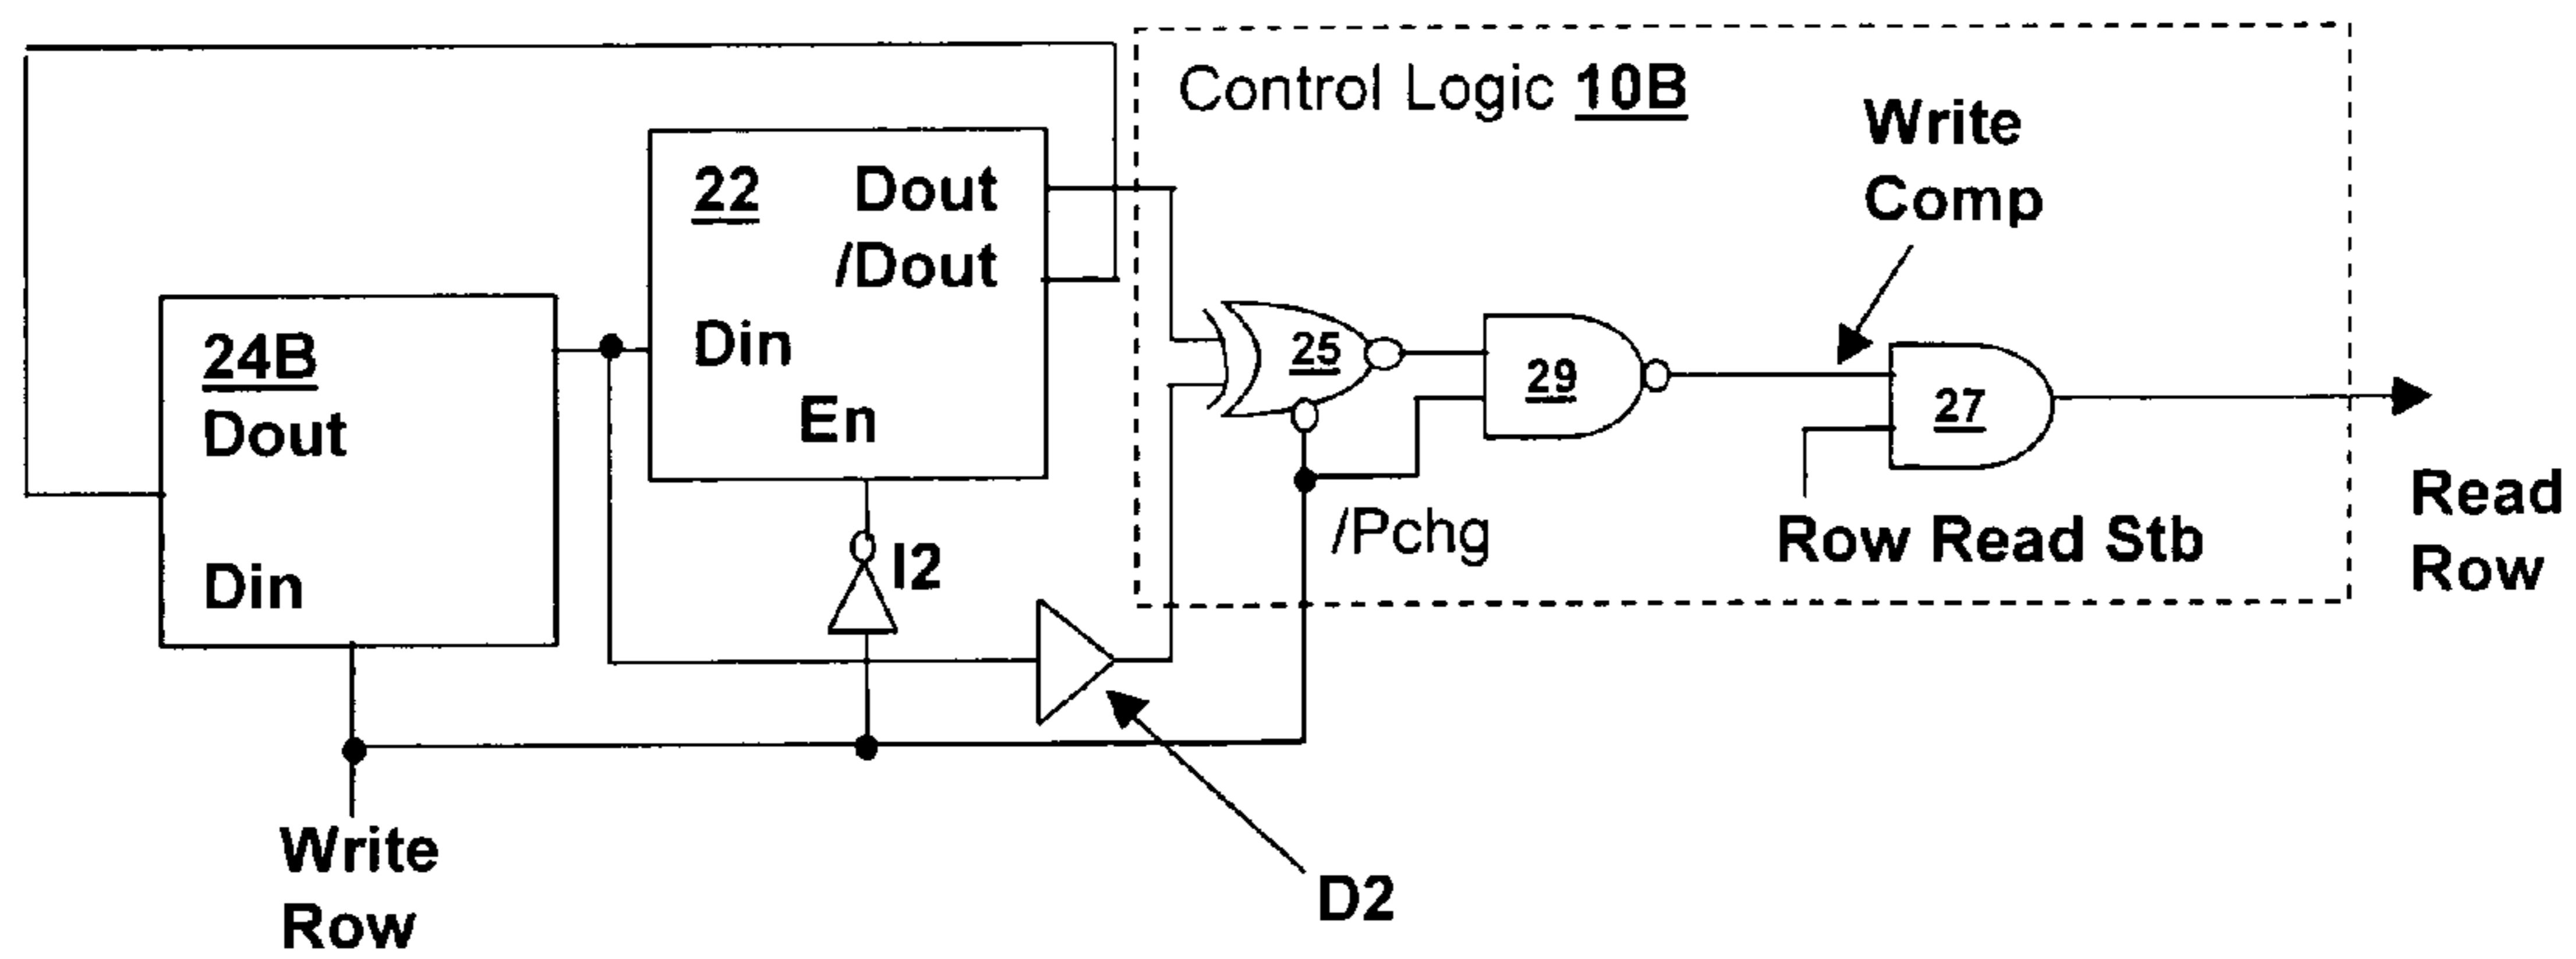 Control Logic 10B
Write
Comp
22 Dout
/Dout
Din
En
24B
Dout
Din
25
29
27
I2
/Pchg
Row Read Stb
Read
Row
Write
Row
D2